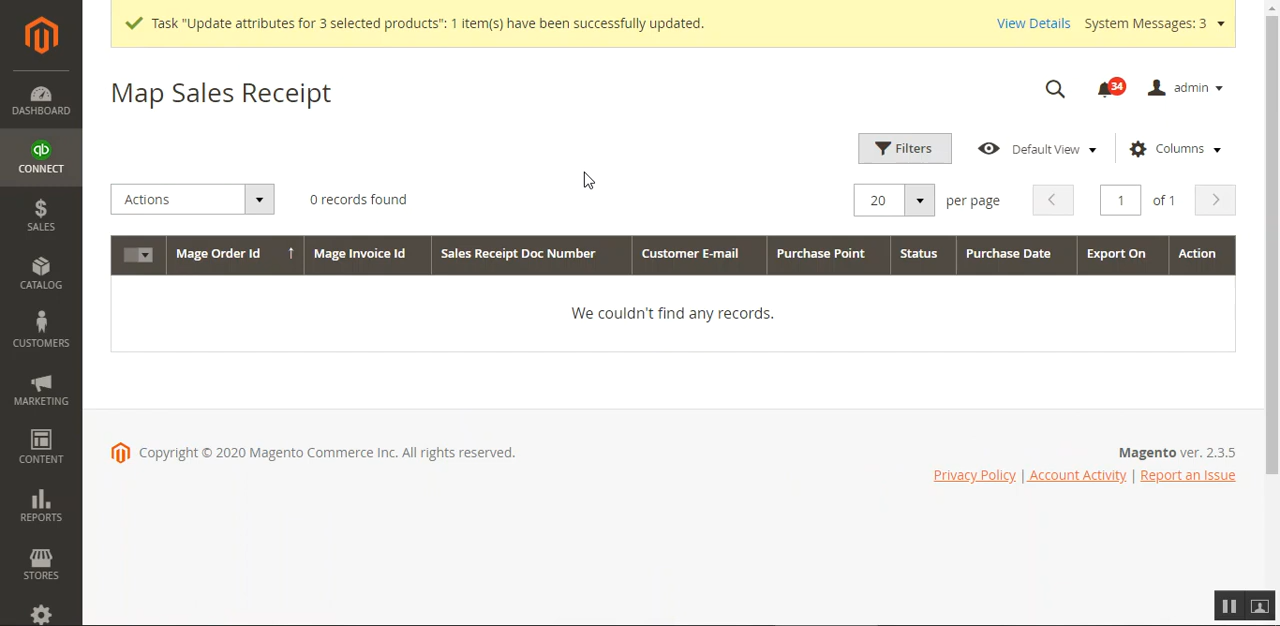 Task "Update attributes for 3 selected products": 1 item(s) have been successfully updated. View Details System Messages: 3
Map Sales Receipt 34 admin
DASHBOARD
Filters Default View Columns
qb
CONNECT
Actions 0 records found 20 per page 1 of 1
SALES
Mage Order Id ↑ Mage Invoice Id Sales Receipt Doc Number Customer E-mail Purchase Point Status Purchase Date Export On Action
CATALOG
We couldn't find any records.
CUSTOMERS
MARKETING
Copyright © 2020 Magento Commerce Inc. All rights reserved. Magento ver. 2.3.5
CONTENT
Privacy Policy | Account Activity | Report an Issue
REPORTS
STORES